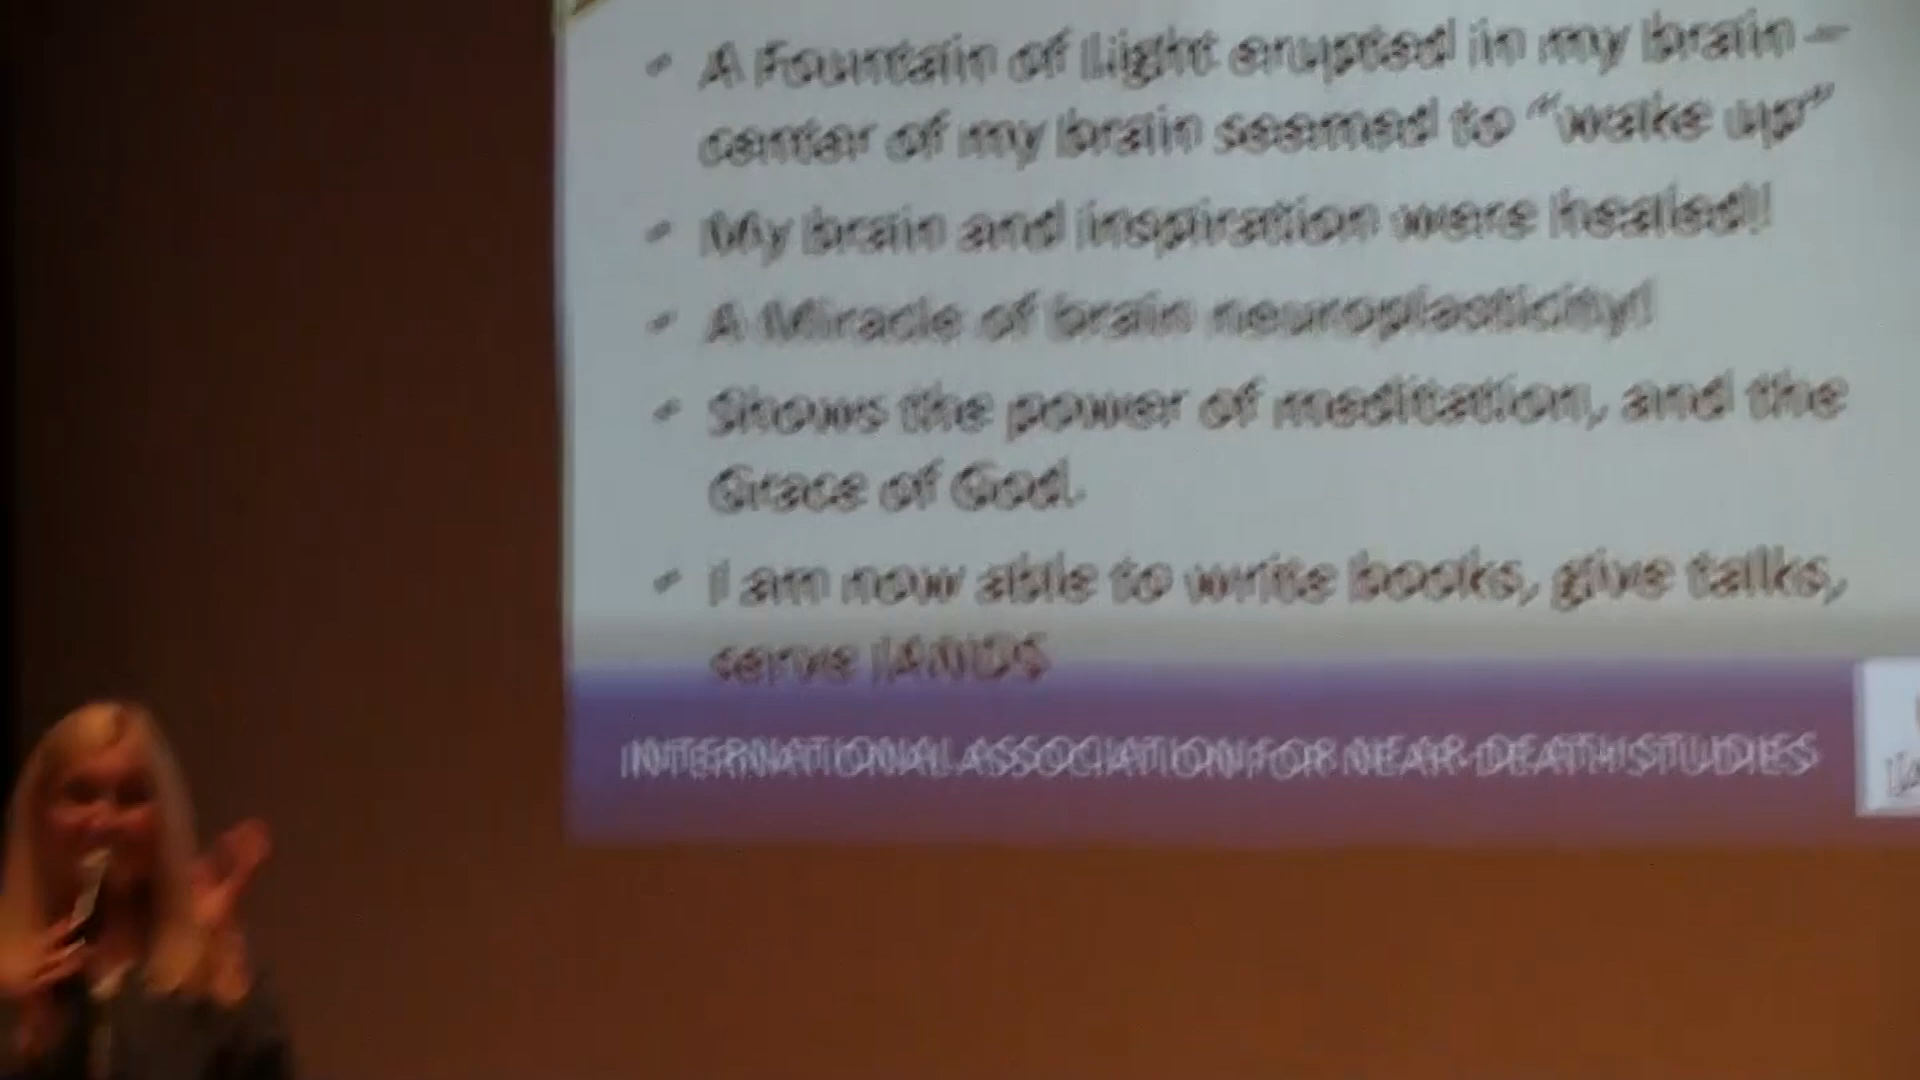 • A Fountain of Light erupted in my brain –
center of my brain seemed to “wake up”
• My brain and inspiration were healed!
• A Miracle of brain neuroplasticity!
• Shows the power of meditation, and the
Grace of God.
• I am now able to write books, give talks,
serve IANDS
INTERNATIONAL ASSOCIATION FOR NEAR-DEATH STUDIES